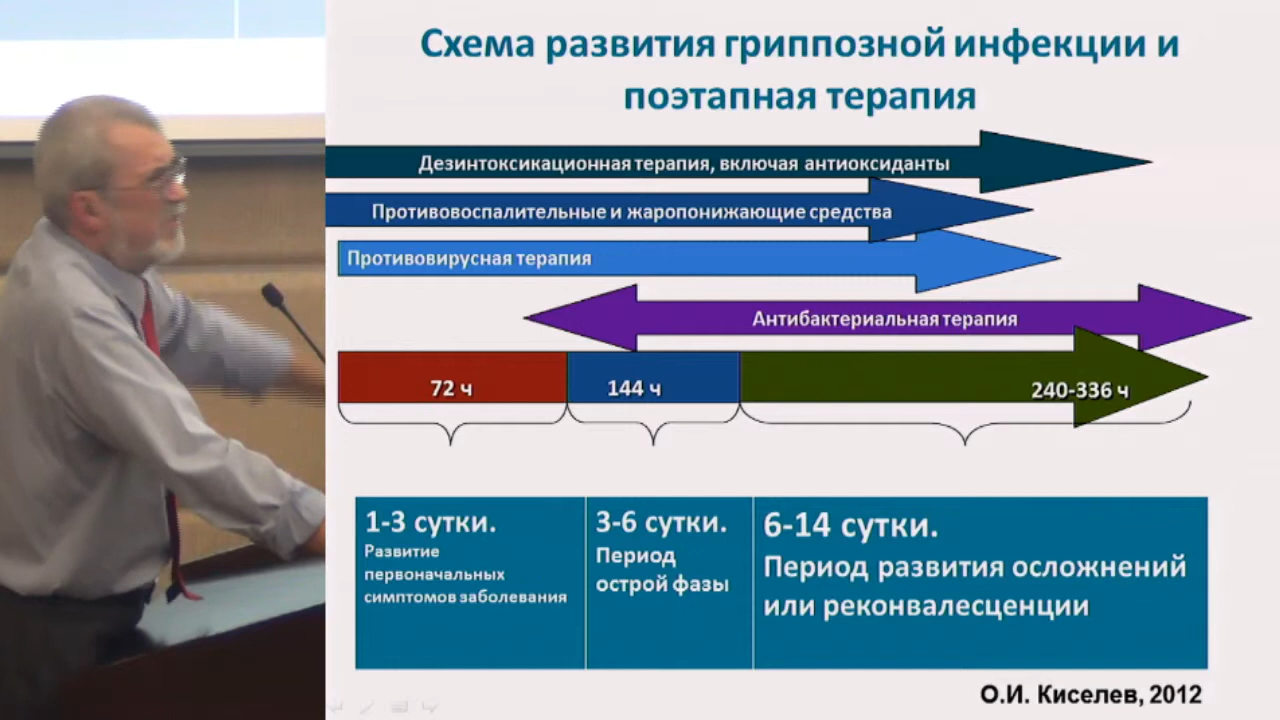 Схема развития гриппозной инфекции и
поэтапная терапия
Дезинтоксикационная терапия, включая антиоксиданты
Противовоспалительные и жаропонижающие средства
Противовирусная терапия
Антибактериальная терапия
72 ч
144 ч
240-336 ч
1-3 сутки.
Развитие
первоначальных
симптомов заболевания
3-6 сутки.
Период
острой фазы
6-14 сутки.
Период развития осложнений
или реконвалесценции
О.И. Киселев, 2012